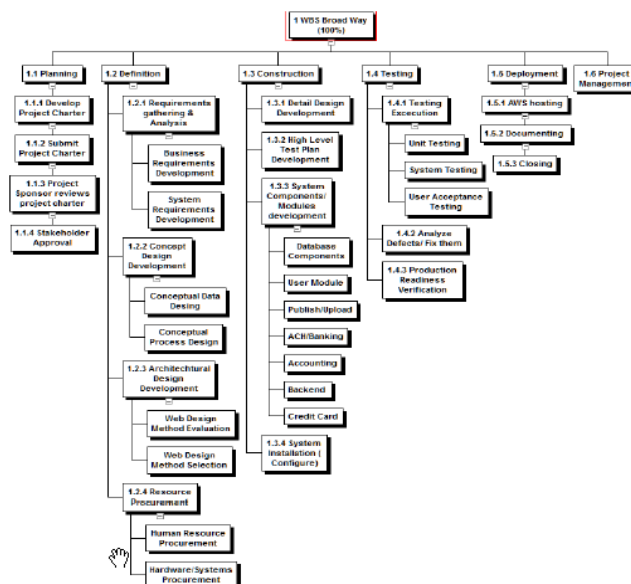 1 WBS Broad Way
(100%)
1.1 Planning
1.1.1 Develop
Project Charter
1.1.2 Submit
Project Charter
1.1.3 Project
Sponsor reviews
project charter
1.1.4 Stakeholder
Approval
1.2 Definition
1.2.1 Requirements
gathering &
Analysis
Business
Requirements
Development
System
Requirements
Development
1.2.2 Concept
Design Development
Conceptual Data
Desing
Conceptual
Process Design
1.2.3 Architechtural
Design
Development
Web Design
Method Evaluation
Web Design
Method Selection
1.2.4 Resource
Procurement
Human Resource
Procurement
Hardware/Systems
Procurement
1.3 Construction
1.3.1 Detail Design
Development
1.3.2 High Level
Test Plan
Development
1.3.3 System
Components/
Modules
development
Database
Components
User Module
Publish/Upload
ACH/Banking
Accounting
Backend
Credit Card
1.3.4 System
Installation (
Configure)
1.4 Testing
1.4.1 Testing
Excecution
Unit Testing
System Testing
User Acceptance
Testing
1.4.2 Analyze
Defects/ Fix them
1.4.3 Production
Readiness
Verification
1.5 Deployment
1.5.1 AWS hosting
1.5.2 Documenting
1.5.3 Closing
1.6 Project
Management